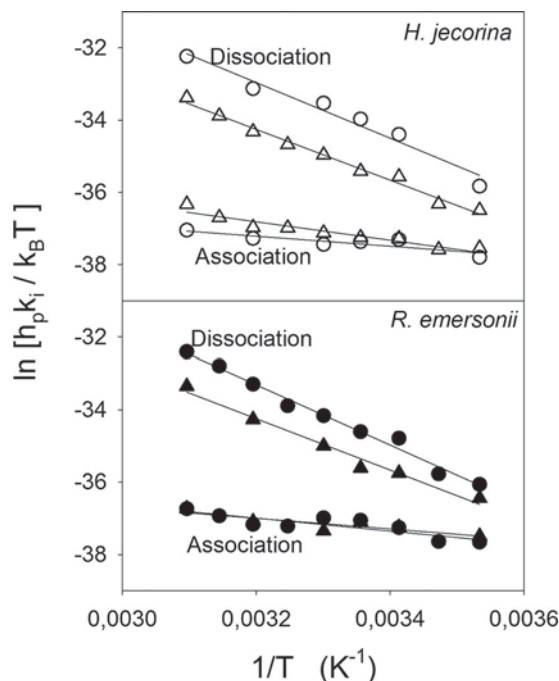 H. jecorina
-32
Dissociation
-34
-36
-38
Association
ln [hpki / kBT ]
R. emersonii
-32
Dissociation
-34
-36
-38
Association
0,0030 0,0032 0,0034 0,0036
1/T (K-1)